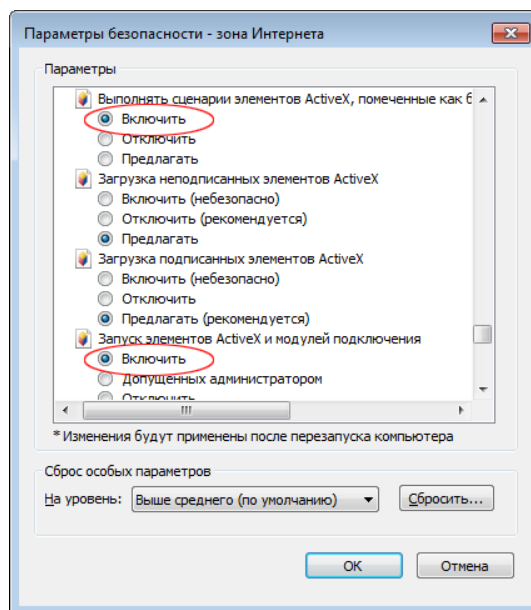 Параметры безопасности - зона Интернета
Параметры
Выполнять сценарии элементов ActiveX, помеченные как б
Включить
Отключить
Предлагать
Загрузка неподписанных элементов ActiveX
Включить (небезопасно)
Отключить (рекомендуется)
Предлагать
Загрузка подписанных элементов ActiveX
Включить (небезопасно)
Отключить
Предлагать (рекомендуется)
Запуск элементов ActiveX и модулей подключения
Включить
Допущенных администратором
Отключить
* Изменения будут применены после перезапуска компьютера
Сброс особых параметров
На уровень: Выше среднего (по умолчанию) Сбросить...
ОК Отмена